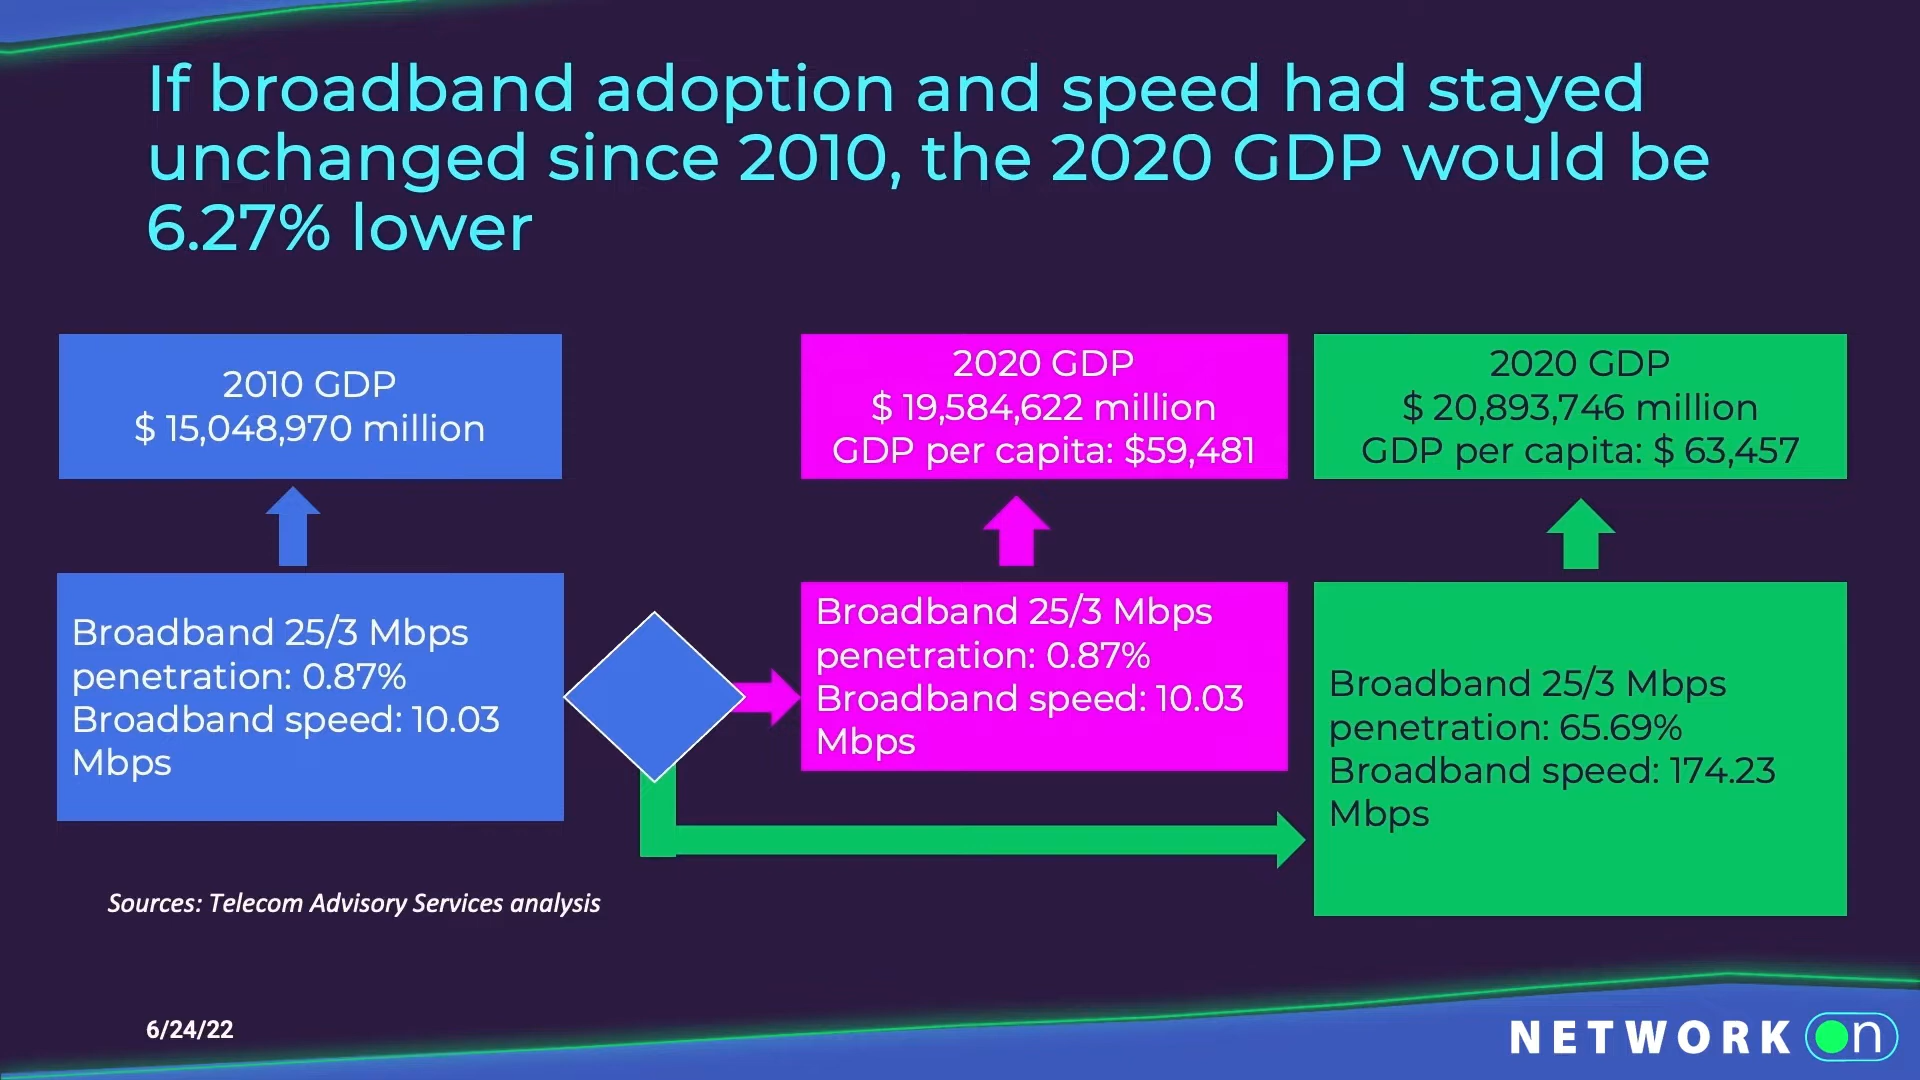 If broadband adoption and speed had stayed
unchanged since 2010, the 2020 GDP would be
6.27% lower
2010 GDP
$ 15,048,970 million
2020 GDP
$ 19,584,622 million
GDP per capita: $59,481
2020 GDP
$ 20,893,746 million
GDP per capita: $ 63,457
Broadband 25/3 Mbps
penetration: 0.87%
Broadband speed: 10.03
Mbps
Broadband 25/3 Mbps
penetration: 0.87%
Broadband speed: 10.03
Mbps
Broadband 25/3 Mbps
penetration: 65.69%
Broadband speed: 174.23
Mbps
Sources: Telecom Advisory Services analysis
6/24/22
NETWORK On